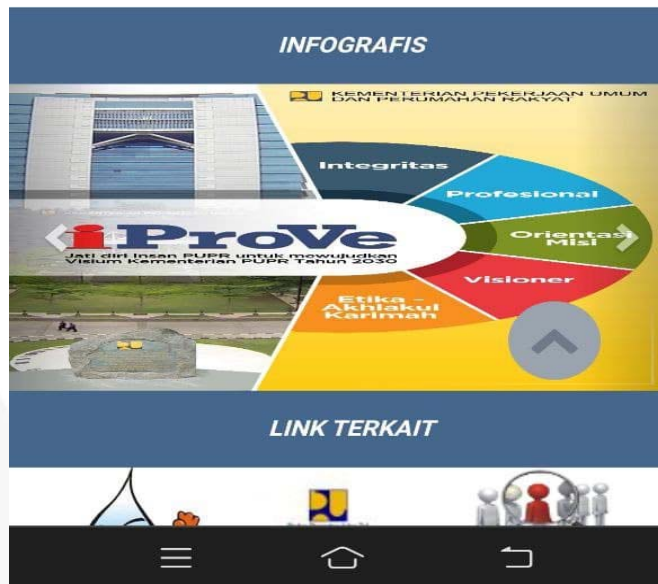 INFOGRAFIS
KEMENTERIAN PEKERJAAN UMUM
DAN PERUMAHAN RAKYAT
Integritas
Profesional
Orientasi
Misi
iProVe
Jati diri Insan PUPR untuk mewujudkan
Visium Kementerian PUPR Tahun 2030
Visioner
Etika -
Akhlakul
Karimah
LINK TERKAIT
PU